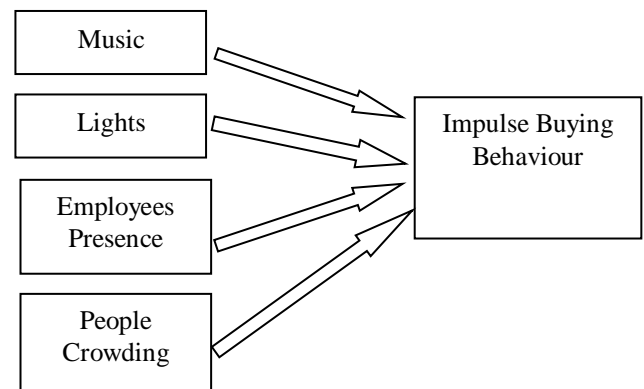 Music
Lights
Employees
Presence
People
Crowding
Impulse Buying
Behaviour